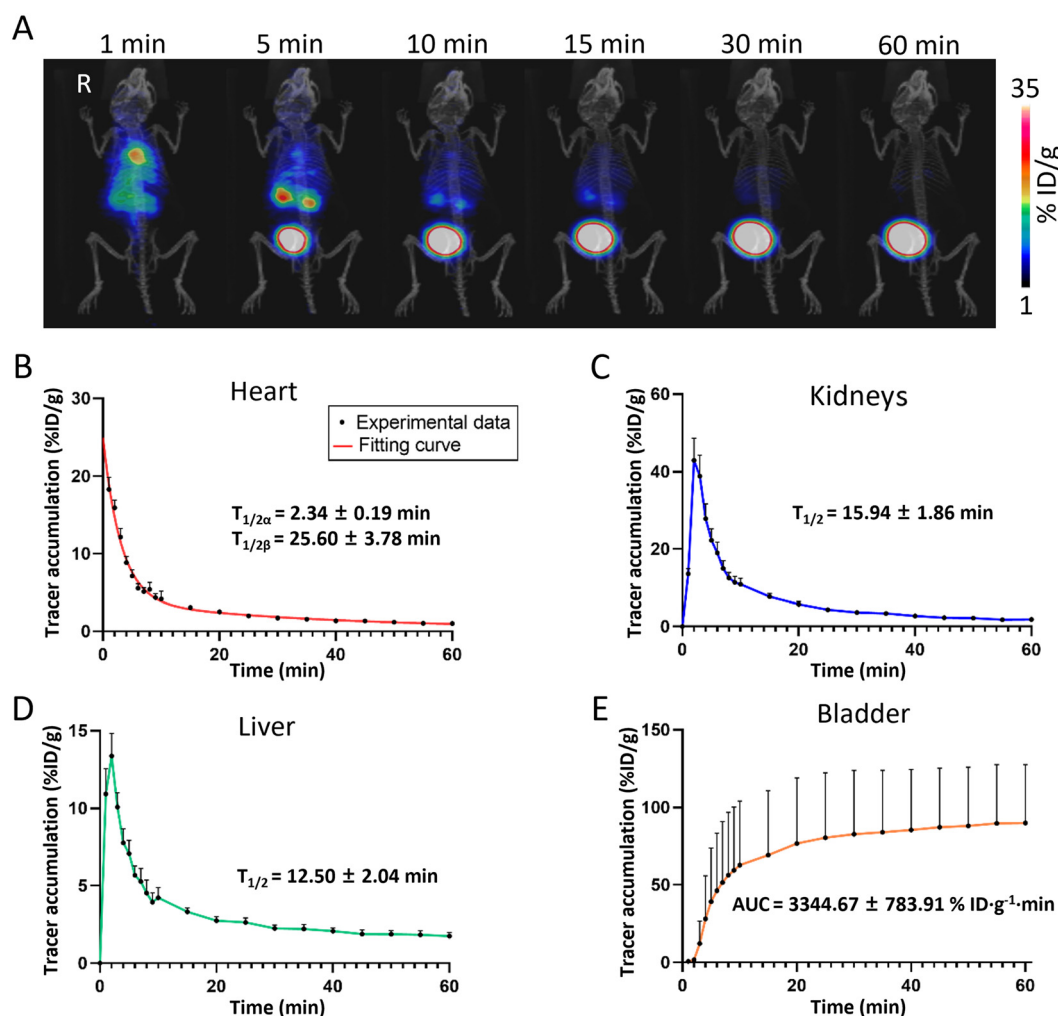 A
1 min 5 min 10 min 15 min 30 min 60 min
R
35
% ID/g
1
B
Heart
Tracer accumulation (%ID/g)
30
20
10
0
Experimental data
Fitting curve
T1/2α = 2.34 ± 0.19 min
T1/2β = 25.60 ± 3.78 min
0 20 40 60
Time (min)
C
Kidneys
Tracer accumulation (%ID/g)
60
40
20
0
T1/2 = 15.94 ± 1.86 min
0 20 40 60
Time (min)
D
Liver
Tracer accumulation (%ID/g)
15
10
5
0
T1/2 = 12.50 ± 2.04 min
0 20 40 60
Time (min)
E
Bladder
Tracer accumulation (%ID/g)
150
100
50
0
AUC = 3344.67 ± 783.91 % ID·g⁻¹·min
0 20 40 60
Time (min)